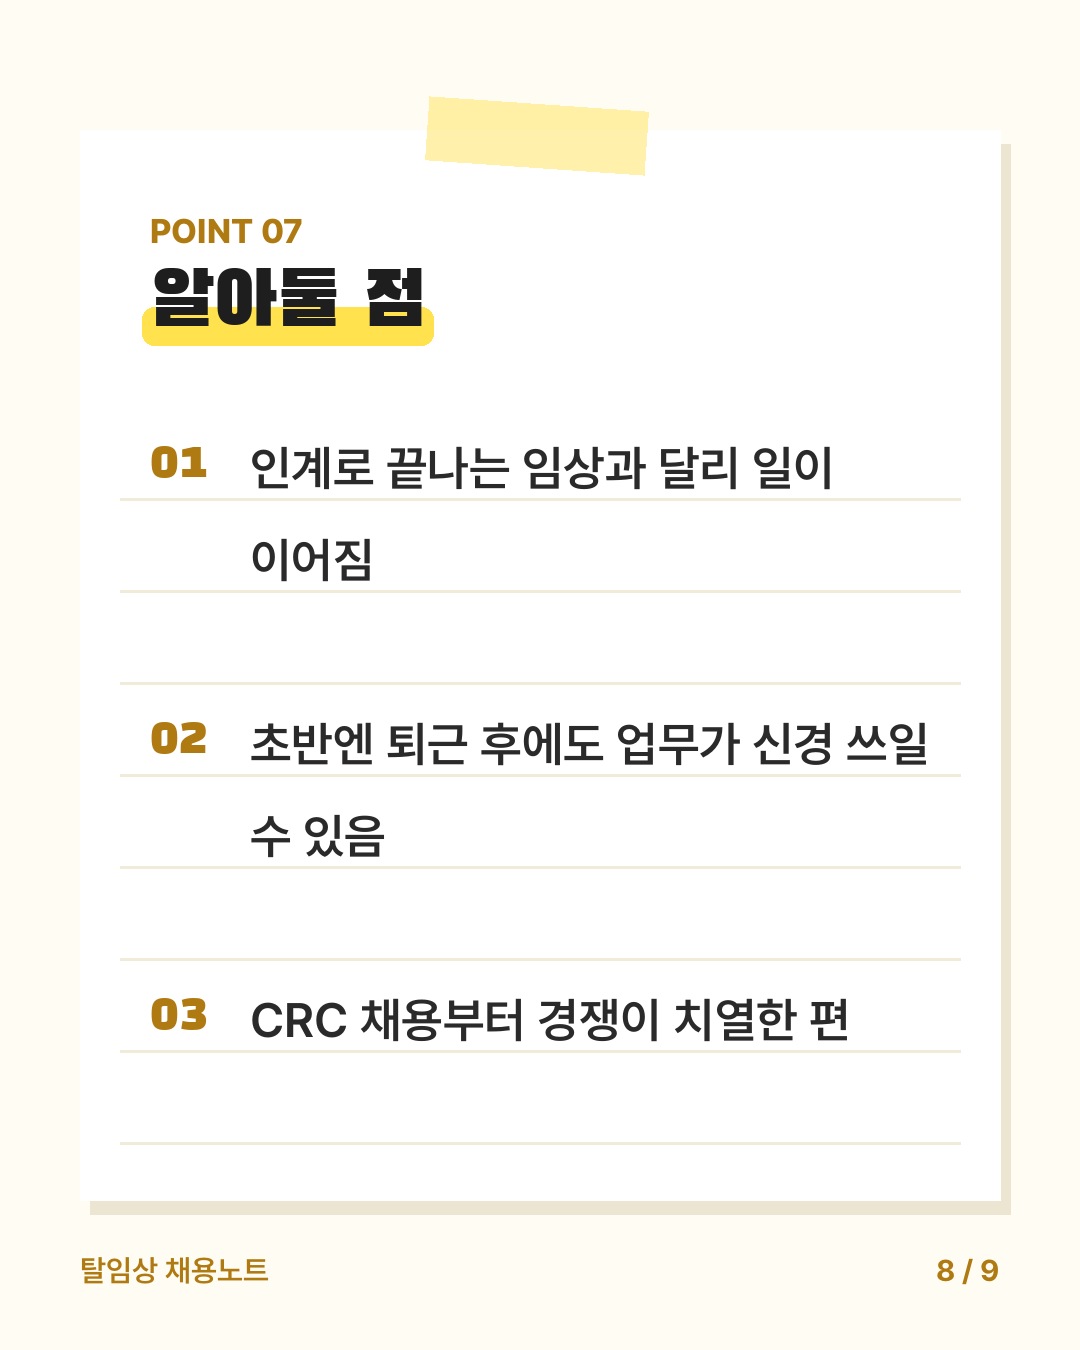 POINT 07
알아둘 점
01 인계로 끝나는 임상과 달리 일이
이어짐
02 초반엔 퇴근 후에도 업무가 신경 쓰일
수 있음
03 CRC 채용부터 경쟁이 치열한 편
탈임상 채용노트
8 / 9